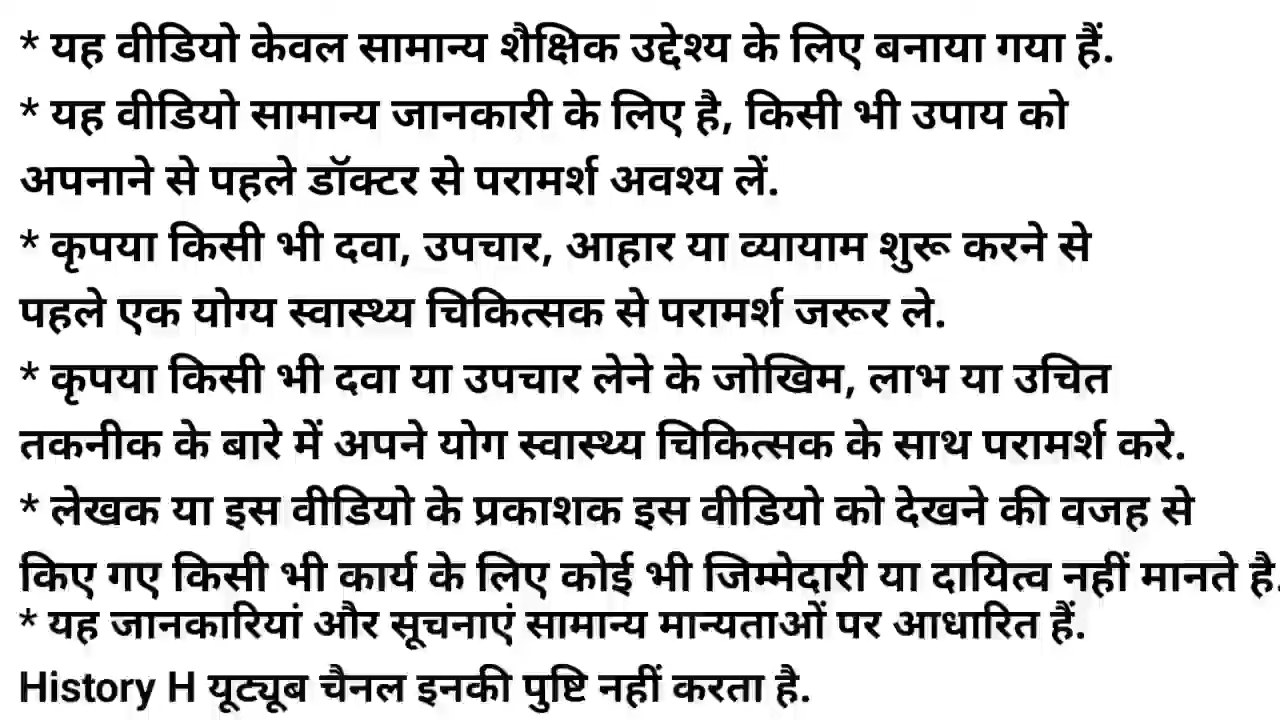 * यह वीडियो केवल सामान्य शैक्षिक उद्देश्य के लिए बनाया गया हैं.
* यह वीडियो सामान्य जानकारी के लिए है, किसी भी उपाय को
अपनाने से पहले डॉक्टर से परामर्श अवश्य लें.
* कृपया किसी भी दवा, उपचार, आहार या व्यायाम शुरू करने से
पहले एक योग्य स्वास्थ्य चिकित्सक से परामर्श जरूर ले.
* कृपया किसी भी दवा या उपचार लेने के जोखिम, लाभ या उचित
तकनीक के बारे में अपने योग स्वास्थ्य चिकित्सक के साथ परामर्श करे.
* लेखक या इस वीडियो के प्रकाशक इस वीडियो को देखने की वजह से
किए गए किसी भी कार्य के लिए कोई भी जिम्मेदारी या दायित्व नहीं मानते है.
* यह जानकारियां और सूचनाएं सामान्य मान्यताओं पर आधारित हैं.
History H यूट्यूब चैनल इनकी पुष्टि नहीं करता है.